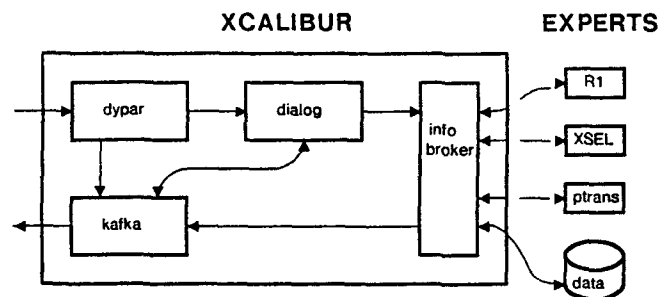 XCALIBUR
EXPERTS
dypar
dialog
info
broker
kafka
R1
XSEL
ptrans
data